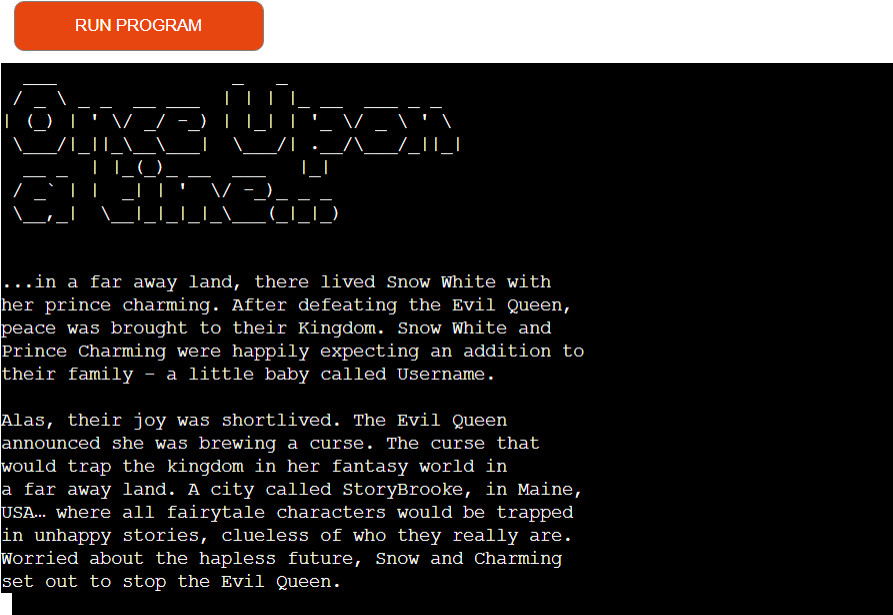 RUN PROGRAM
Once Upon
a time...
...in a far away land, there lived Snow White with
her prince charming. After defeating the Evil Queen,
peace was brought to their Kingdom. Snow White and
Prince Charming were happily expecting an addition to
their family – a little baby called Username.
Alas, their joy was shortlived. The Evil Queen
announced she was brewing a curse. The curse that
would trap the kingdom in her fantasy world in
a far away land. A city called StoryBrooke, in Maine,
USA… where all fairytale characters would be trapped
in unhappy stories, clueless of who they really are.
Worried about the hapless future, Snow and Charming
set out to stop the Evil Queen.